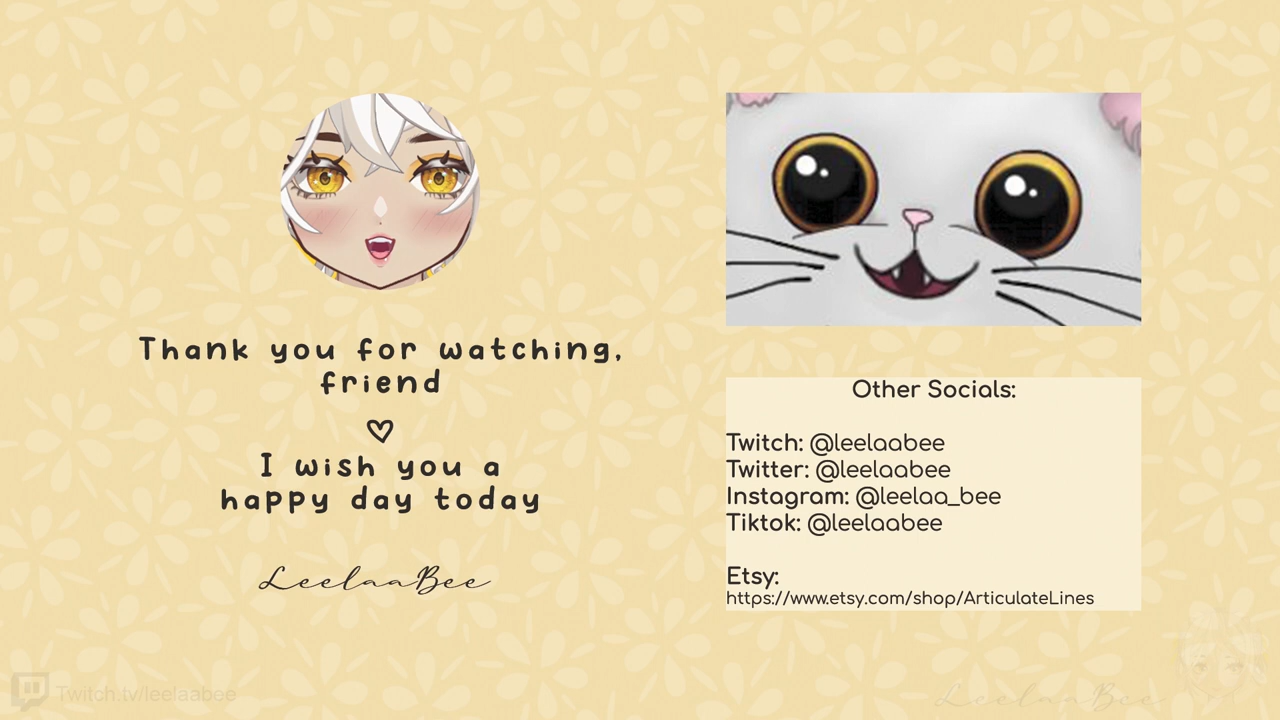 Thank you for watching,
friend
I wish you a
happy day today
LeelaaBee
Other Socials:
Twitch: @leelaabee
Twitter: @leelaabee
Instagram: @leelaa_bee
Tiktok: @leelaabee
Etsy:
https://www.etsy.com/shop/ArticulateLines
Twitch.tv/leelaabee
LeelaaBee